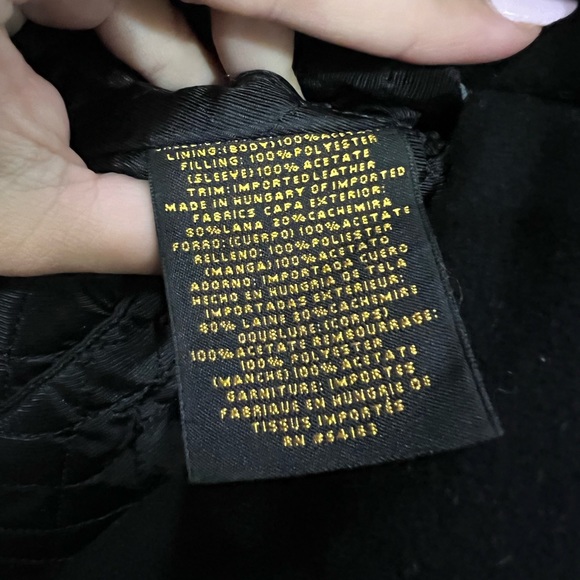 LINING:(BODY)100%ACETATE
FILLING: 100%POLYESTER
(SLEEVE)100% ACETATE
TRIM:IMPORTED LEATHER
MADE IN HUNGARY OF IMPORTED
FABRICS CAPA EXTERIOR:
80%LANA 20%CACHEMIRA
FORRO:(CUERPO)100%ACETATE
RELLENO:100%POLIESTER
(MANGA)100%ACETATO
ADORNO:IMPORTADA CUERO
HECHO EN HUNGRIA DE TELA
IMPORTADAS EXTÉRIEUR:
80% LAINE 20%CACHEMIRE
DOUBLURE:(CORPS)
100%ACETATE REMBOURRAGE:
100% POLYESTER
(MANCHE)100% ACETATE
GARNITURE: IMPORTES
FABRIQUE EN HUNGRIE DE
TISSUS IMPORTÉS
RN #54163